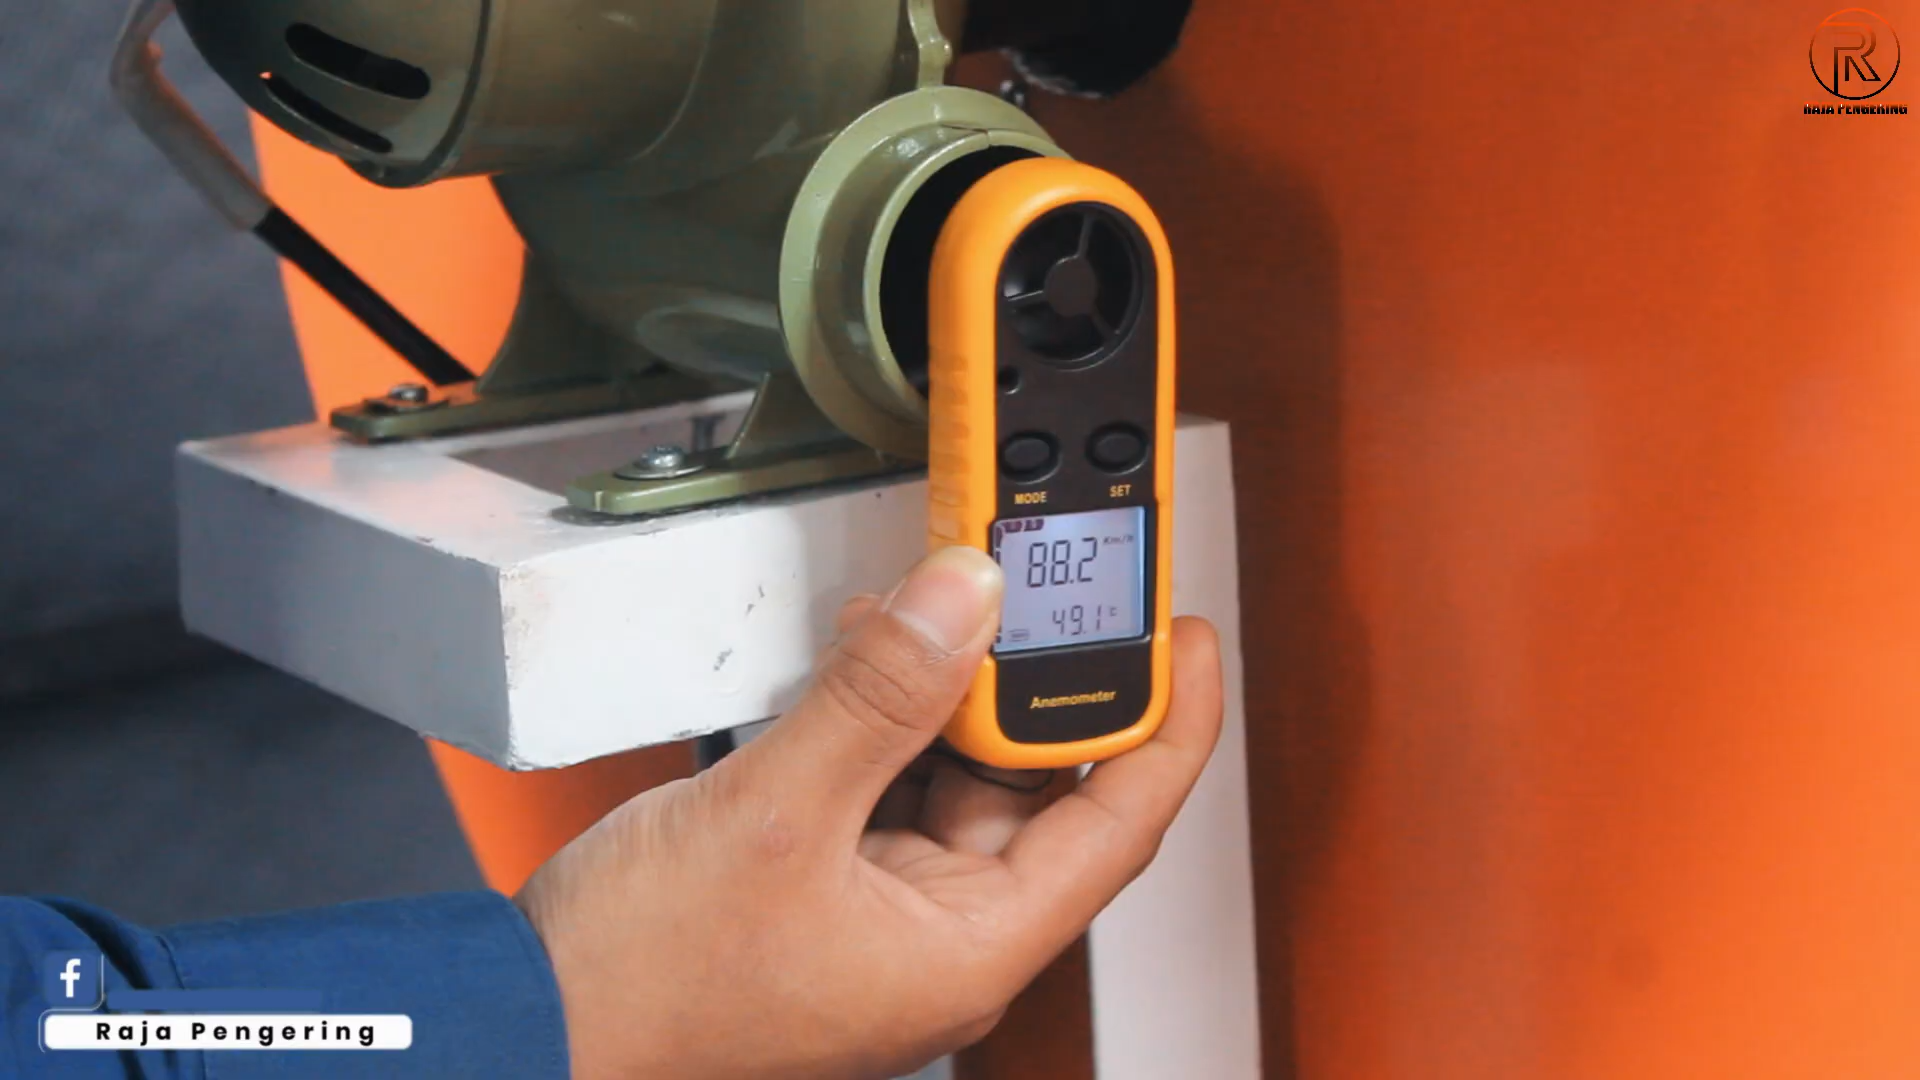 RAJA PENGERING
MODE SET
88.2 Km/h
49.1 °C
Anemometer
f
Raja Pengering